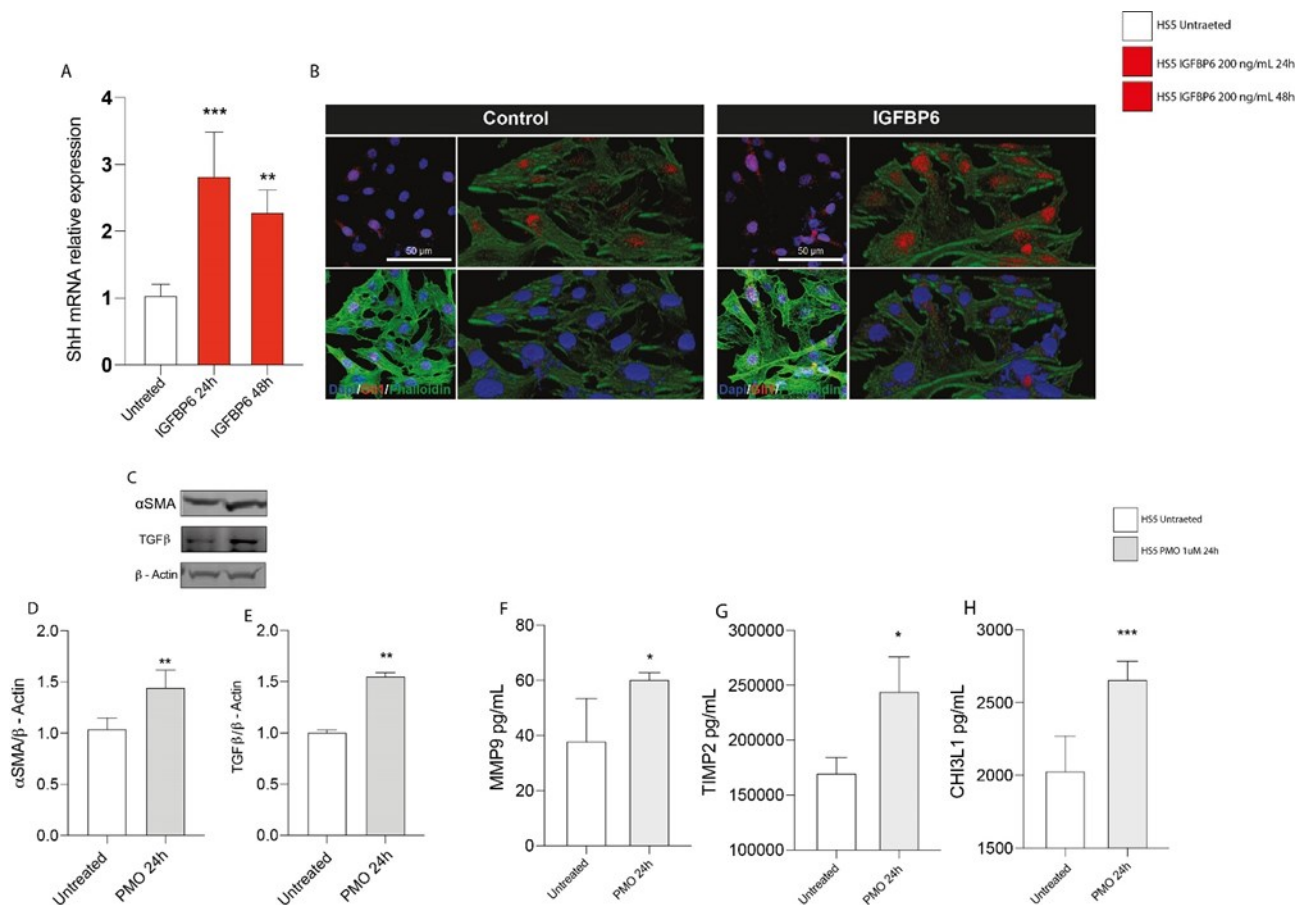 HS5 Untraeted
HS5 IGFBP6 200 ng/mL 24h
HS5 IGFBP6 200 ng/mL 48h
A
ShH mRNA relative expression
4
3
2
1
0
***
**
Untreted
IGFBP6 24h
IGFBP6 48h
B
Control
IGFBP6
50 µm
50 µm
Dapi/Gli1/Phalloidin
Dapi/Gli1/Phalloidin
C
αSMA
TGFβ
β - Actin
HS5 Untraeted
HS5 PMO 1uM 24h
D
αSMA/β - Actin
2.0
1.5
1.0
0.5
0.0
**
Untreated
PMO 24h
E
TGFβ/β - Actin
2.0
1.5
1.0
0.5
0.0
**
Untreated
PMO 24h
F
MMP9 pg/mL
80
60
40
20
0
*
Untreated
PMO 24h
G
TIMP2 pg/mL
300000
250000
200000
150000
100000
*
Untreated
PMO 24h
H
CHI3L1 pg/mL
3000
2500
2000
1500
***
Untreated
PMO 24h